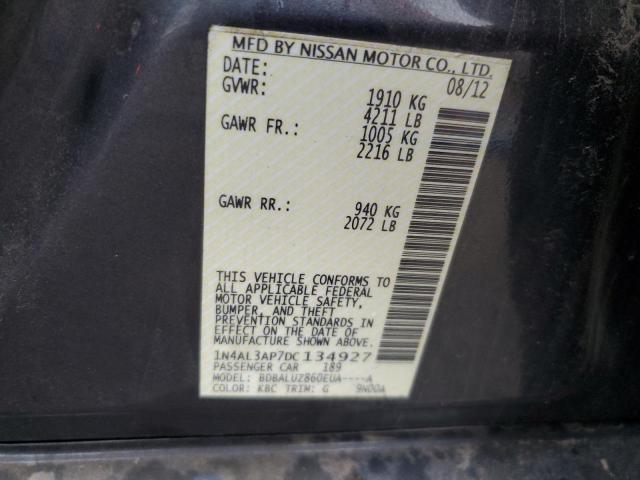 MFD BY NISSAN MOTOR CO., LTD.
DATE: 08/12
GVWR: 1910 KG
4211 LB
GAWR FR.: 1005 KG
2216 LB
GAWR RR.: 940 KG
2072 LB
THIS VEHICLE CONFORMS TO
ALL APPLICABLE FEDERAL
MOTOR VEHICLE SAFETY,
BUMPER, AND THEFT
PREVENTION STANDARDS
IN EFFECT ON THE DATE OF
MANUFACTURE SHOWN ABOVE.
1N4AL3AP7DC134927
PASSENGER CAR 189
MODEL: BDBALUZ860EUA----A
COLOR: KBC TRIM: G 9N00A